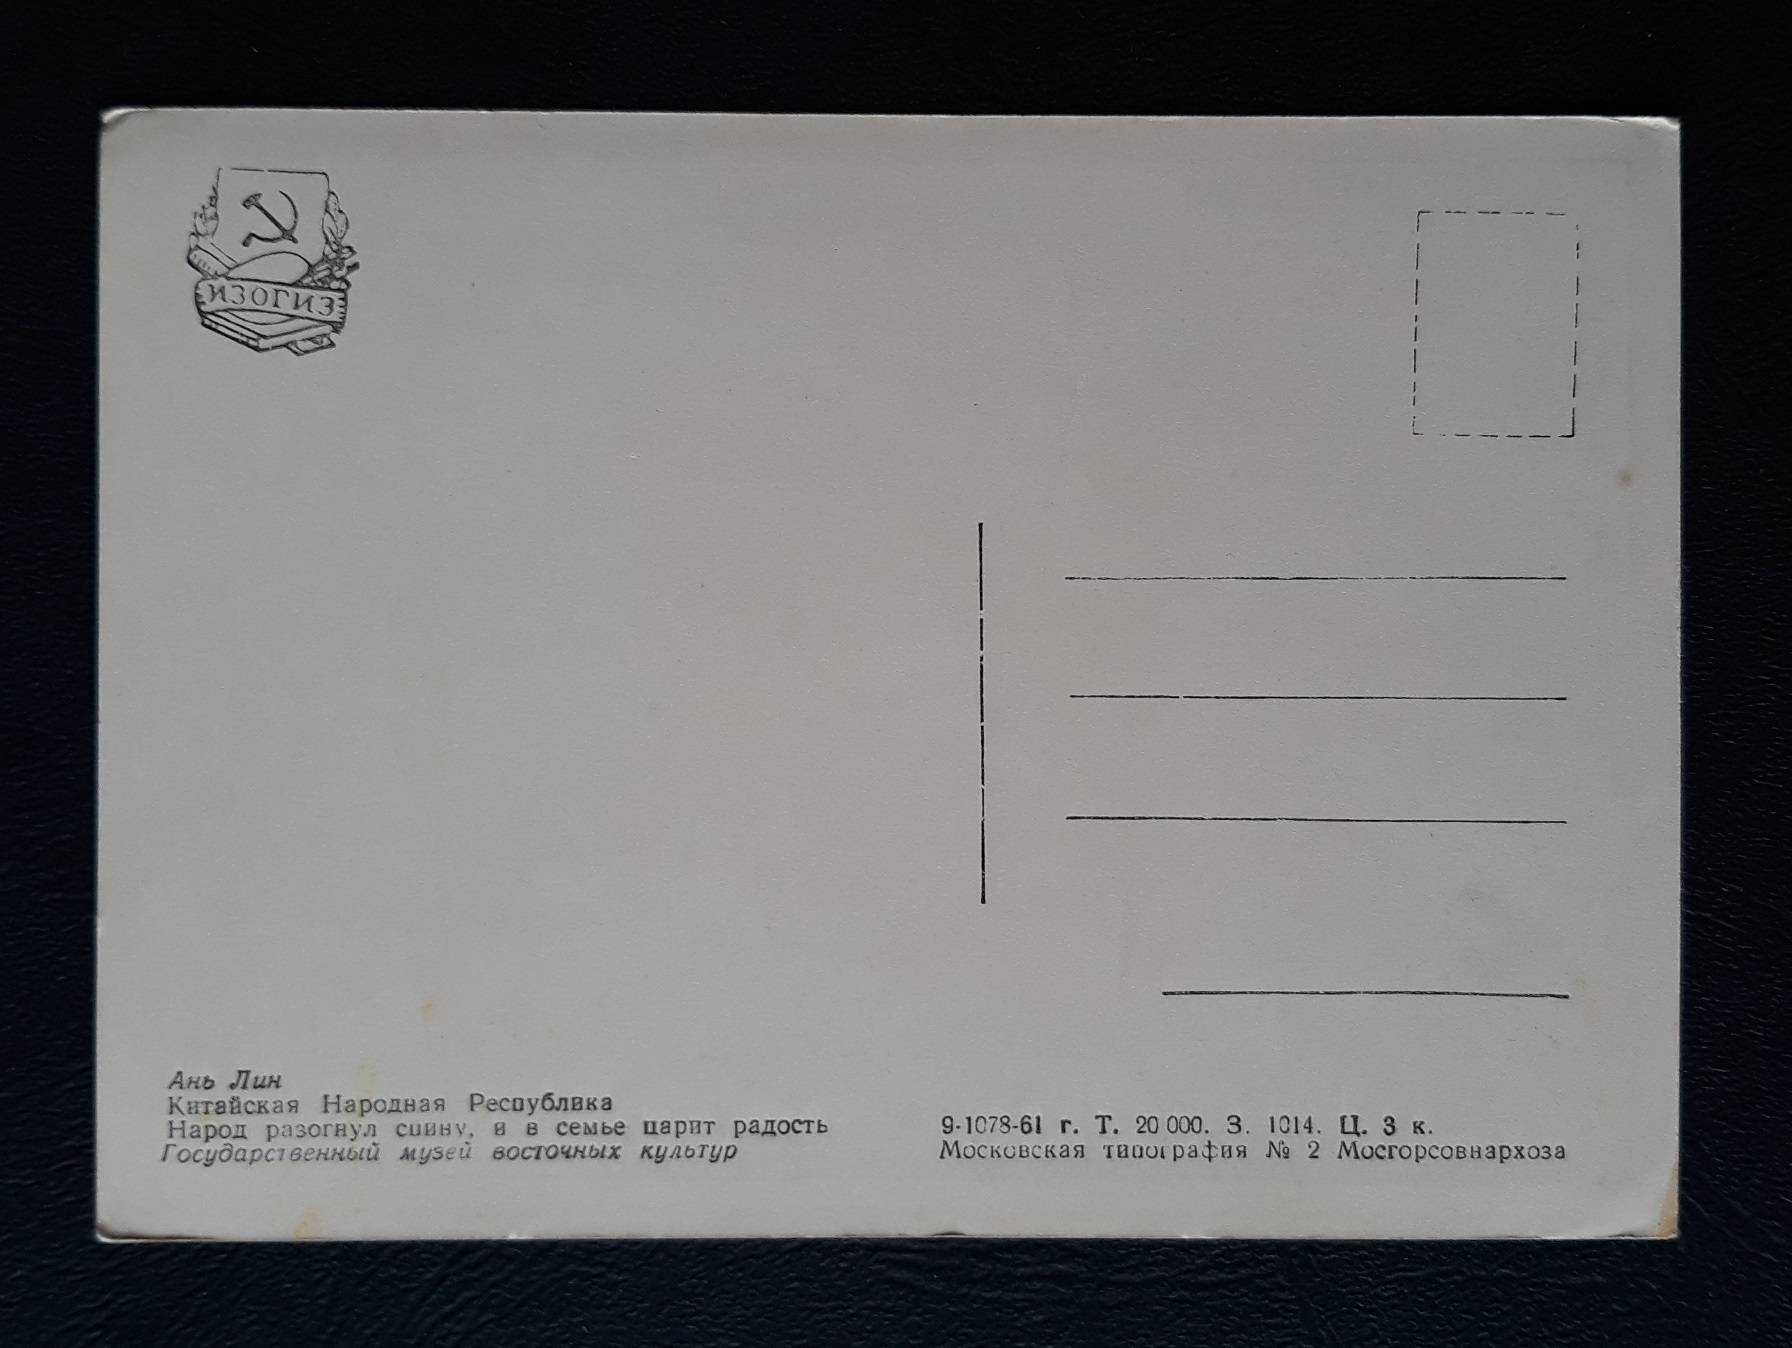 ИЗОГИЗ
Ань Лин
Китайская Народная Республика
Народ разогнул спину, и в семье царит радость
Государственный музей восточных культур
9-1078-61 г. Т. 20 000. З. 1014. Ц. 3 к.
Московская типография № 2 Мосгорсовнархоза